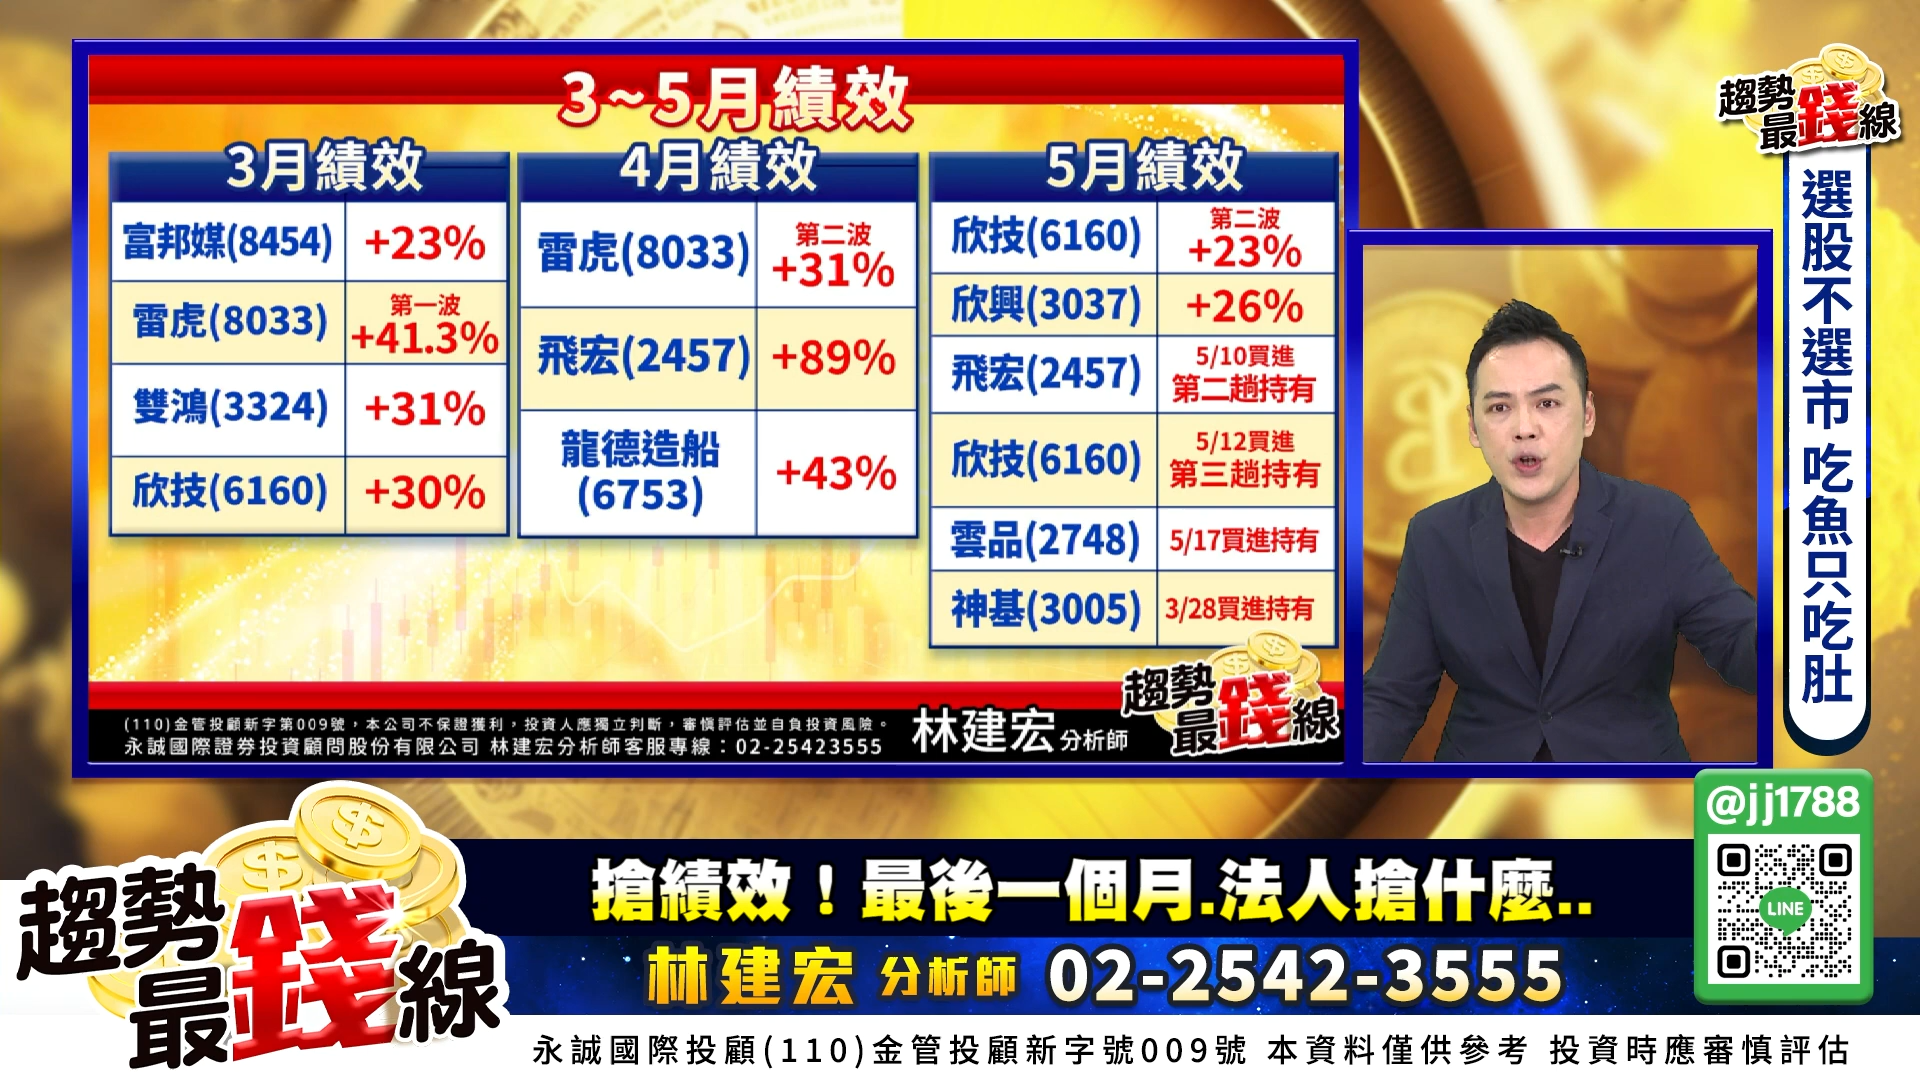 3~5月績效
3月績效
富邦媒(8454) +23%
雷虎(8033) 第一波 +41.3%
雙鴻(3324) +31%
欣技(6160) +30%
4月績效
雷虎(8033) 第二波 +31%
飛宏(2457) +89%
龍德造船(6753) +43%
5月績效
欣技(6160) 第二波 +23%
欣興(3037) +26%
飛宏(2457) 5/10買進 第二趟持有
欣技(6160) 5/12買進 第三趟持有
雲品(2748) 5/17買進持有
神基(3005) 3/28買進持有
(110)金管投顧新字第009號，本公司不保證獲利，投資人應獨立判斷，審慎評估並自負投資風險。
永誠國際證券投資顧問股份有限公司 林建宏分析師客服專線：02-25423555
林建宏 分析師
趨勢最錢線
趨勢最錢線
選股不選市 吃魚只吃肚
@jj1788
LINE
趨勢最錢線
搶績效！最後一個月.法人搶什麼..
林建宏 分析師 02-2542-3555
永誠國際投顧(110)金管投顧新字號009號 本資料僅供參考 投資時應審慎評估